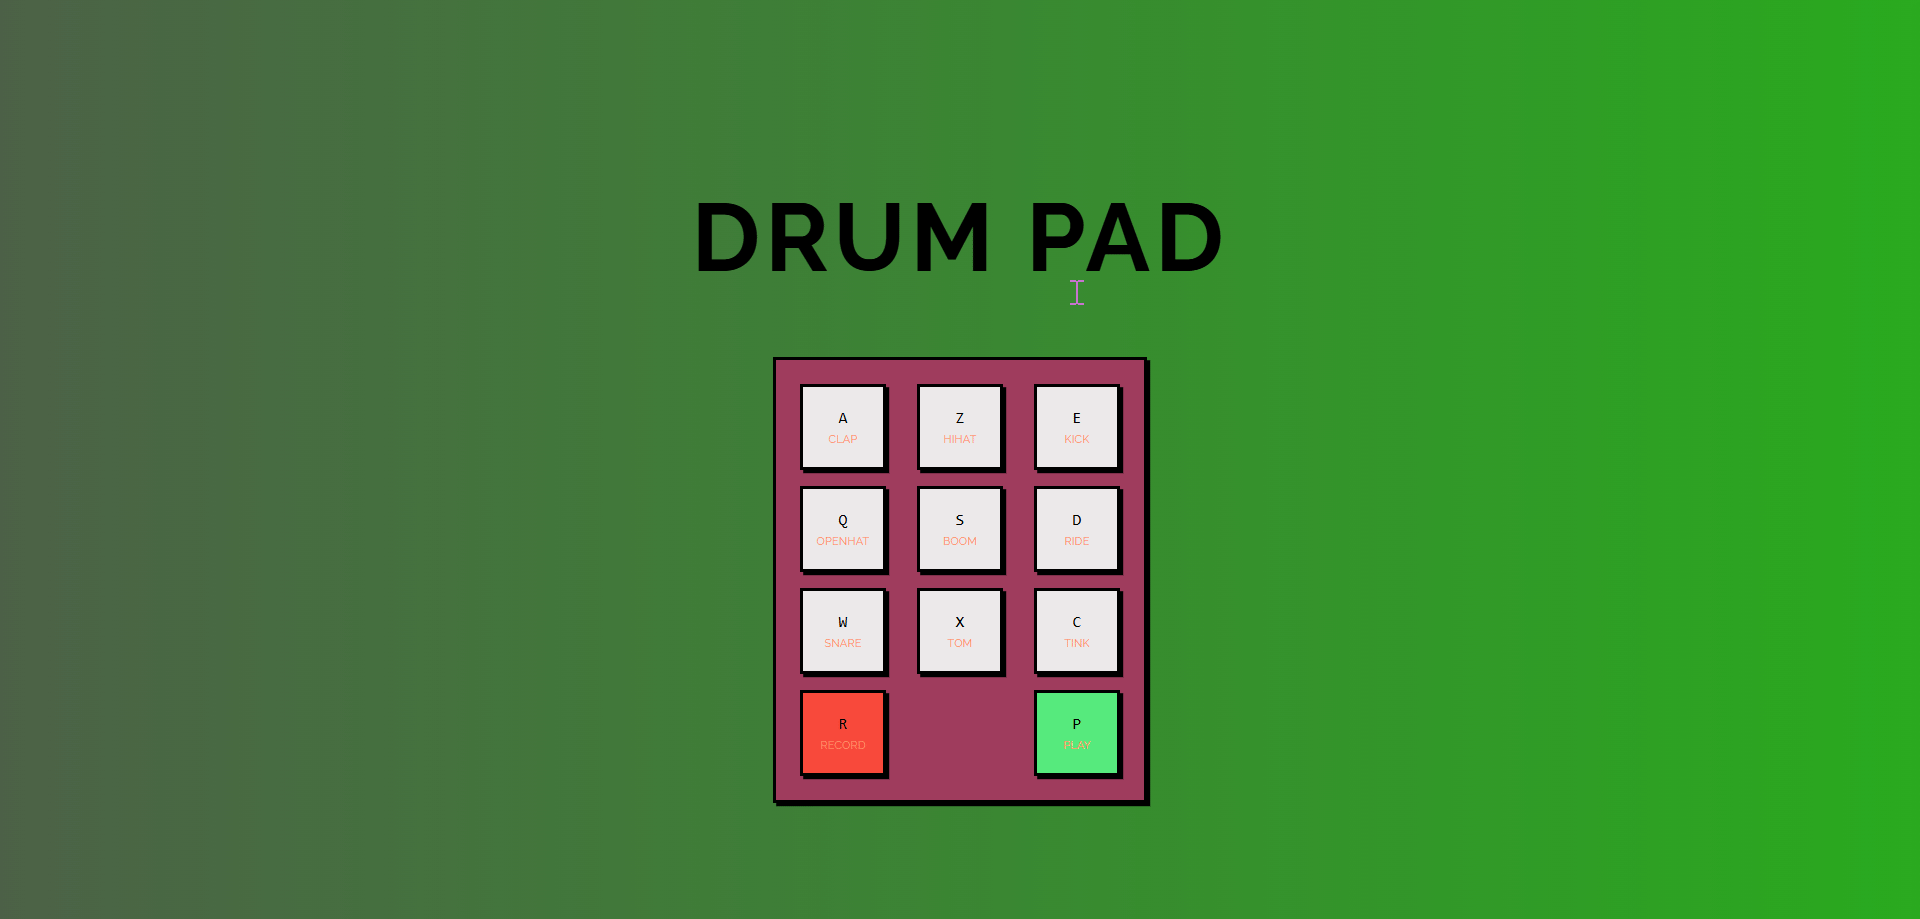 DRUM PAD
A Z E
CLAP HIHAT KICK
Q S D
OPENHAT BOOM RIDE
W X C
SNARE TOM TINK
R P
RECORD PLAY